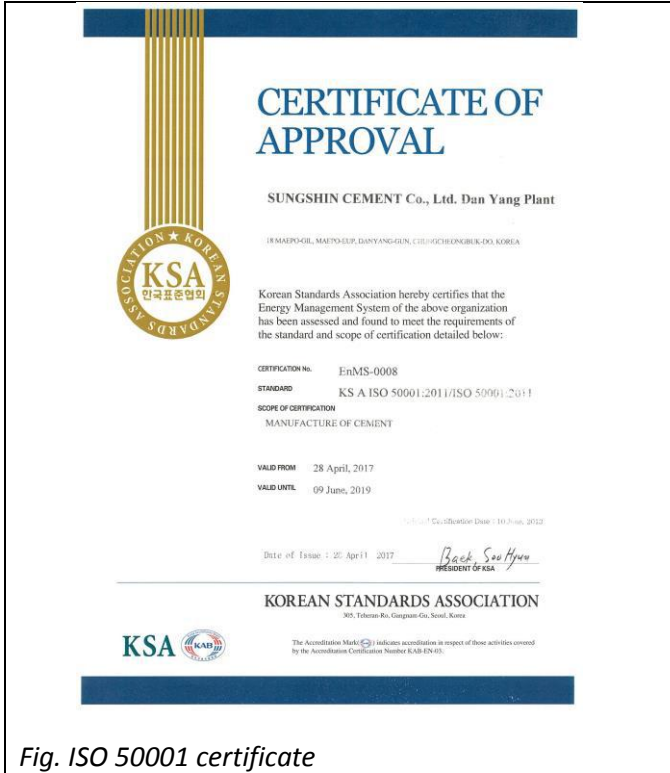 CERTIFICATE OF
APPROVAL
SUNGSHIN CEMENT Co., Ltd. Dan Yang Plant
18 MAEPO-GIL, MAEPO-EUP, DANYANG-GUN, CHUNGCHEONGBUK-DO, KOREA
ASSOCIATION ★ KOREAN STANDARDS
KSA
한국표준협회
Korean Standards Association hereby certifies that the
Energy Management System of the above organization
has been assessed and found to meet the requirements of
the standard and scope of certification detailed below:
CERTIFICATION No. EnMS-0008
STANDARD KS A ISO 50001:2011/ISO 50001:2011
SCOPE OF CERTIFICATION
MANUFACTURE OF CEMENT
VALID FROM 28 April, 2017
VALID UNTIL 09 June, 2019
Certification Date : 10 June,
Date of Issue : April 2017
Baek, Soo Hyun
PRESIDENT OF KSA
KOREAN STANDARDS ASSOCIATION
305, Teheran-Ro, Gangnam-Gu, Seoul, Korea
KSA KAB
The Accreditation Mark( ) indicates accreditation in respect of those activities covered
by the Accreditation Certification Number KAB-EN-03.
Fig. ISO 50001 certificate